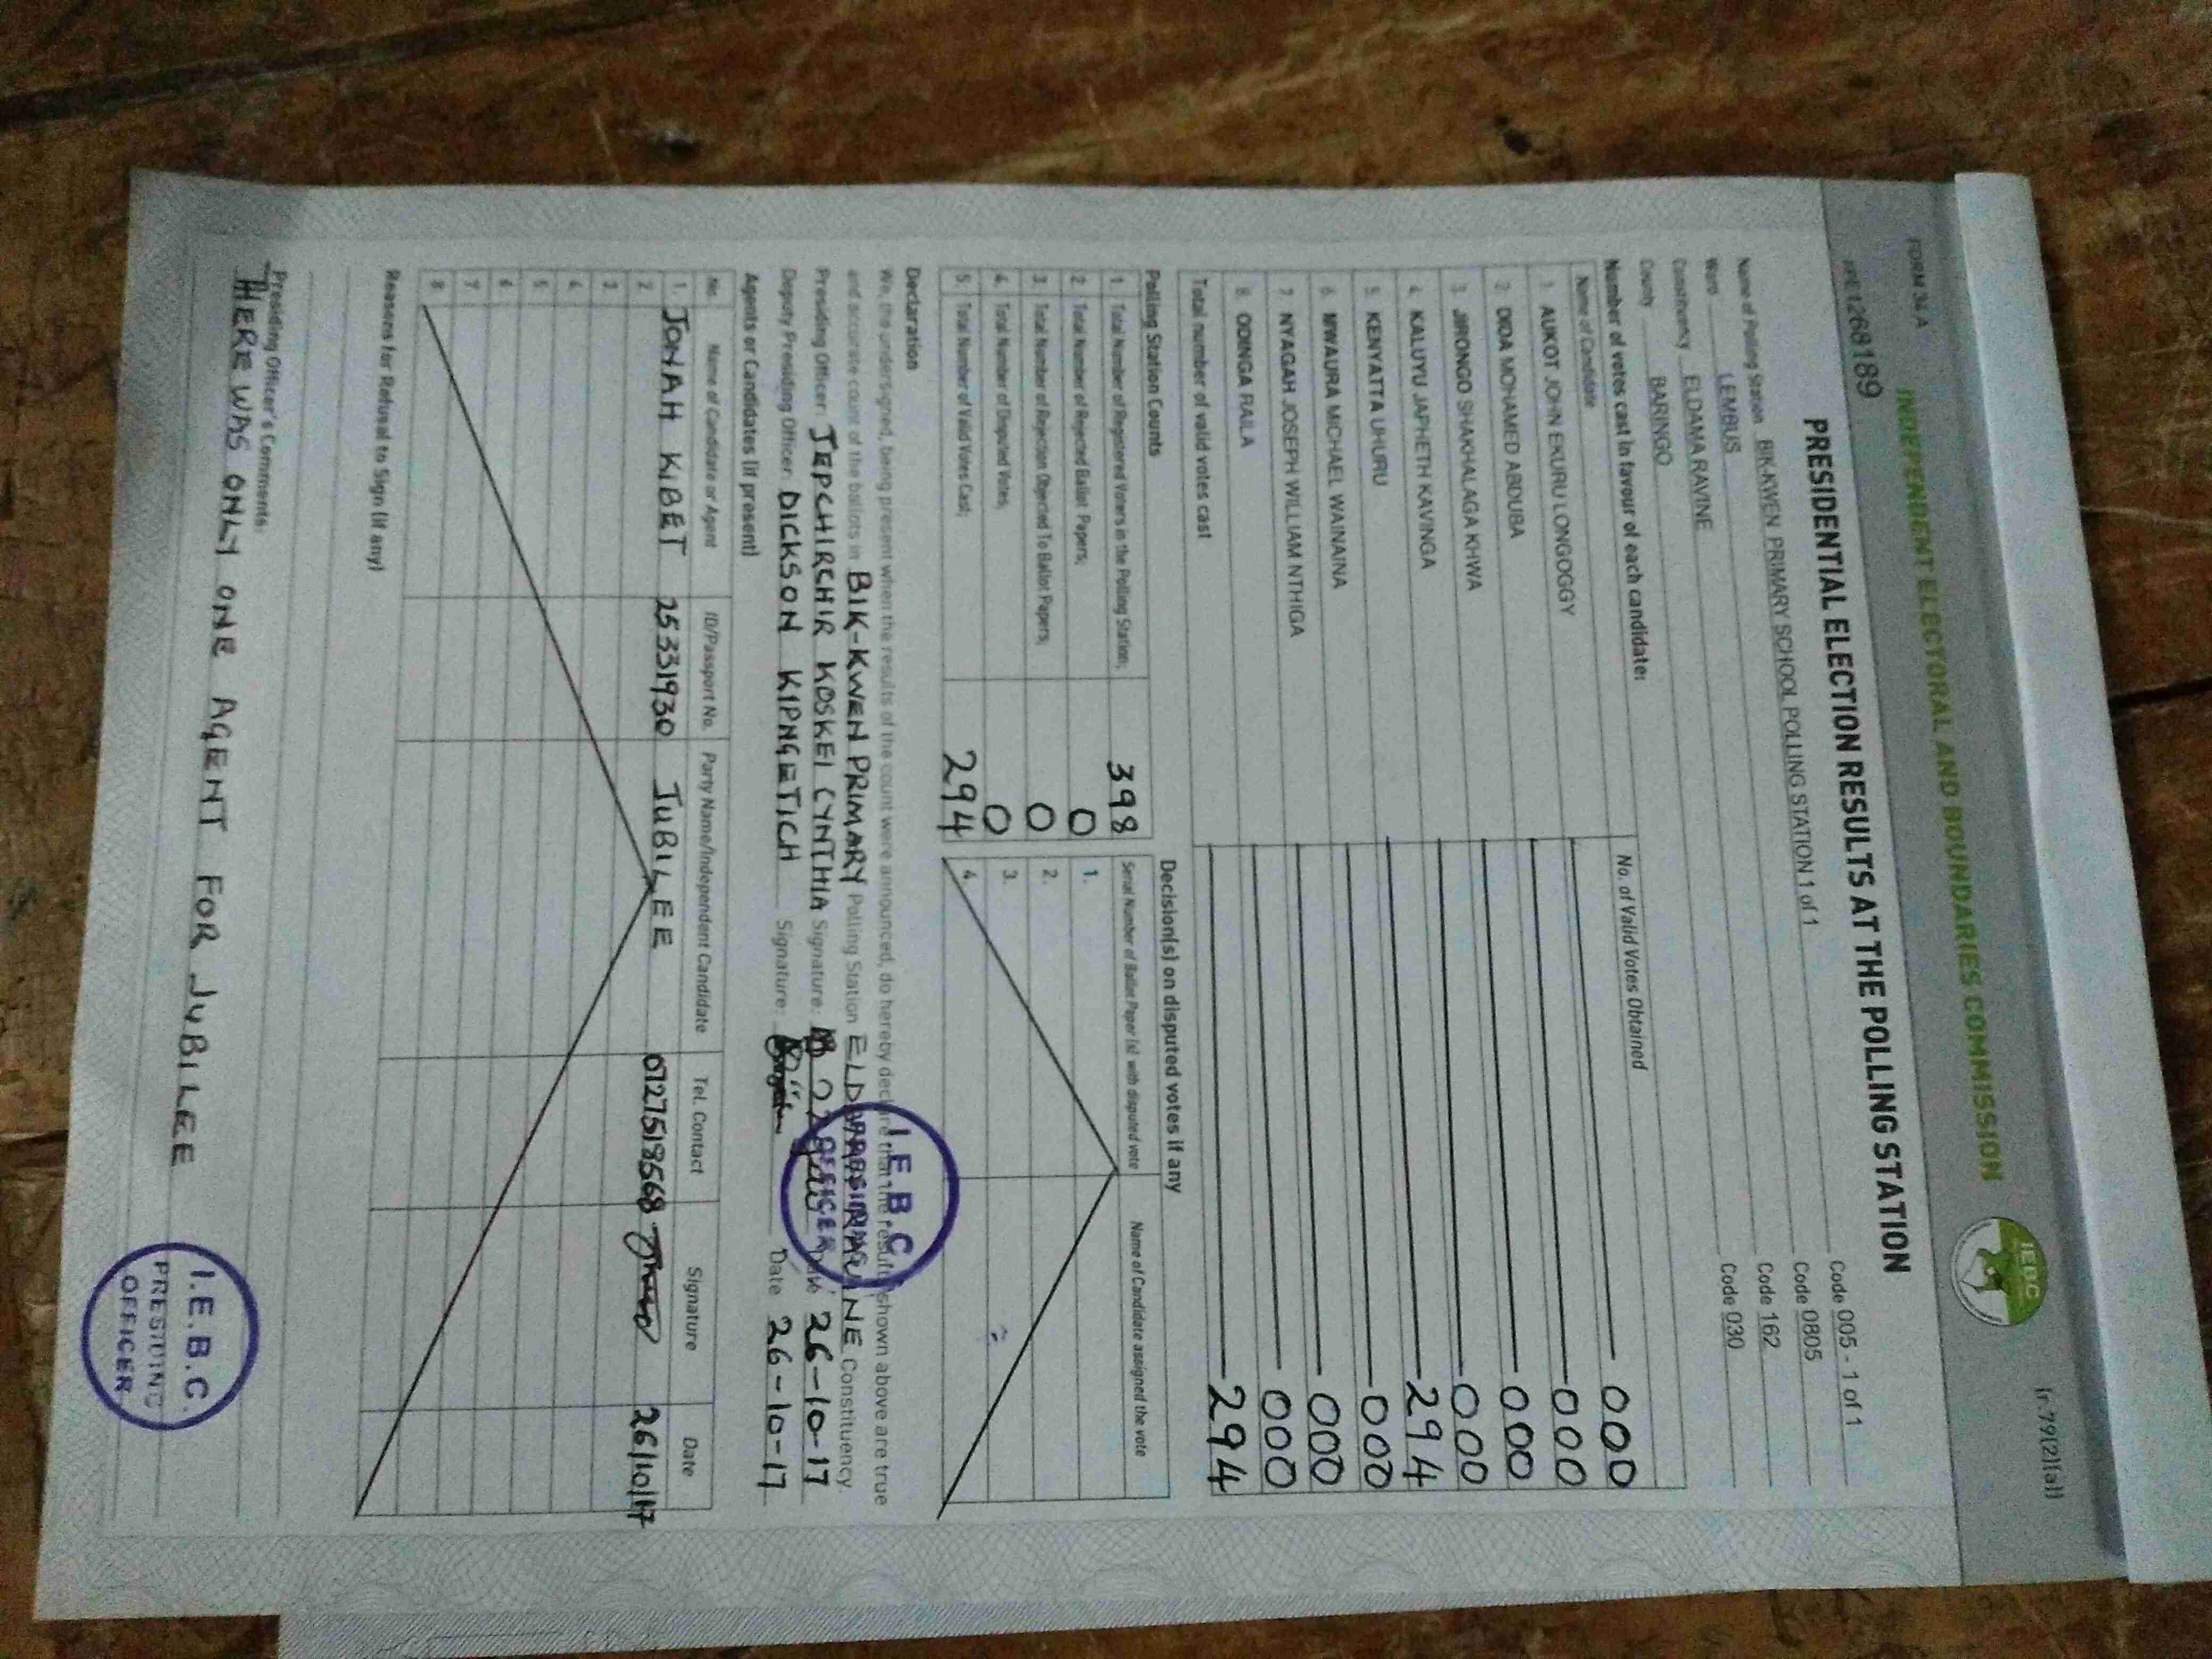 FORM 34 A
(r.79(2)(a))
INDEPENDENT ELECTORAL AND BOUNDARIES COMMISSION
IEBC
1268189
PRESIDENTIAL ELECTION RESULTS AT THE POLLING STATION
Name of Polling Station BIK-KWEN PRIMARY SCHOOL POLLING STATION 1 of 1 Code 005 - 1 of 1
Ward LEMBUS Code 0805
Constituency ELDAMA RAVINE Code 162
County BARINGO Code 030
Number of votes cast in favour of each candidate:
Name of Candidate No. of Valid Votes Obtained
1. AUKOT JOHN EKURU LONGOGGY 000
2. DIDA MOHAMED ABDUBA 000
3. JIRONGO SHAKHALAGA KHWA 000
4. KALUYU JAPHETH KAVINGA 000
5. KENYATTA UHURU 294
6. MWAURA MICHAEL WAINAINA 000
7. NYAGAH JOSEPH WILLIAM NTHIGA 000
8. ODINGA RAILA 000
Total number of valid votes cast 294
Polling Station Counts
1 Total Number of Registered Voters in the Polling Station; 398
2 Total Number of Rejected Ballot Papers; 0
3 Total Number of Rejection Objected To Ballot Papers; 0
4 Total Number of Disputed Votes; 0
5 Total Number of Valid Votes Cast; 294
Decision(s) on disputed votes if any
Serial Number of Ballot Paper (s) with disputed vote Name of Candidate assigned the vote
1.
2.
3.
4.
Declaration
We, the undersigned, being present when the results of the count were announced, do hereby declare that the results shown above are true
and accurate count of the ballots in BIK-KWEN PRIMARY Polling Station ELDAMA RAVINE Constituency.
Presiding Officer: JEPCHIRCHIR KOSKEI CYNTHIA Signature: Date 26-10-17
Deputy Presiding Officer: DICKSON KIPNGETICH Signature: Date 26-10-17
I.E.B.C
PRESIDING
OFFICER
Agents or Candidates (if present)
No. Name of Candidate or Agent ID/Passport No. Party Name/Independent Candidate Tel. Contact Signature Date
1. JONAH KIBET 25331930 JUBILEE 0727518568 26/10/17
2.
3.
4.
5.
6.
7.
8
Reasons for Refusal to Sign (if any)
Presiding Officer's Comments:
THERE WAS ONLY ONE AGENT FOR JUBILEE
I.E.B.C.
PRESIDING
OFFICER